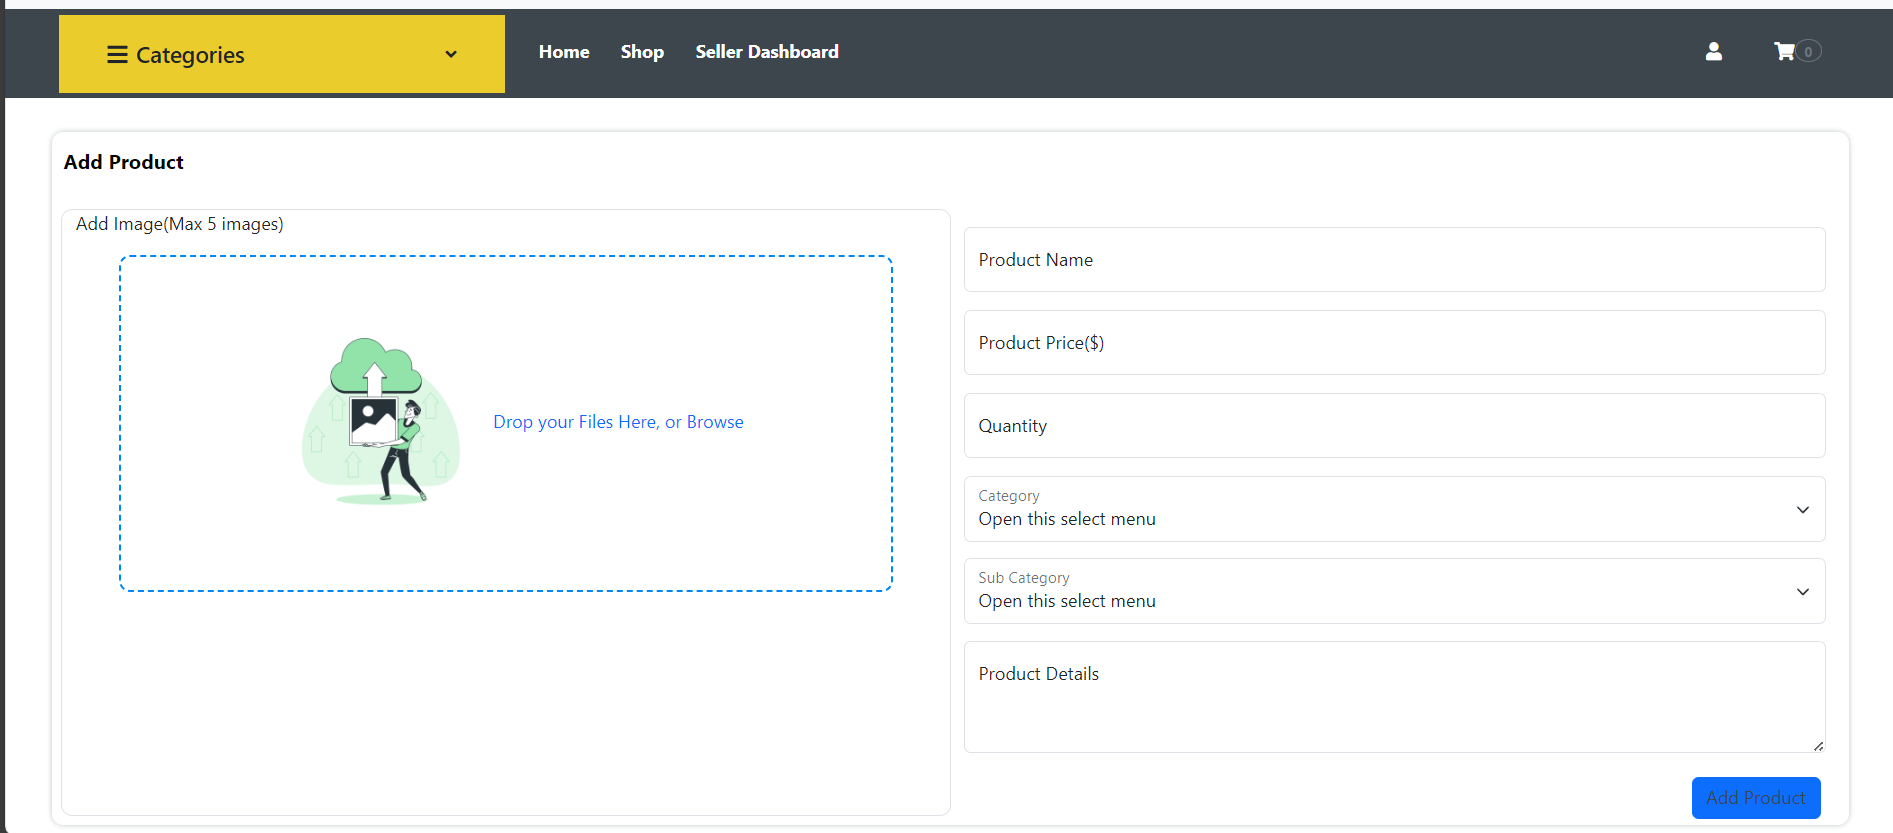 Categories
Home
Shop
Seller Dashboard
0
Add Product
Add Image(Max 5 images)
Drop your Files Here, or Browse
Product Name
Product Price($)
Quantity
Category
Open this select menu
Sub Category
Open this select menu
Product Details
Add Product